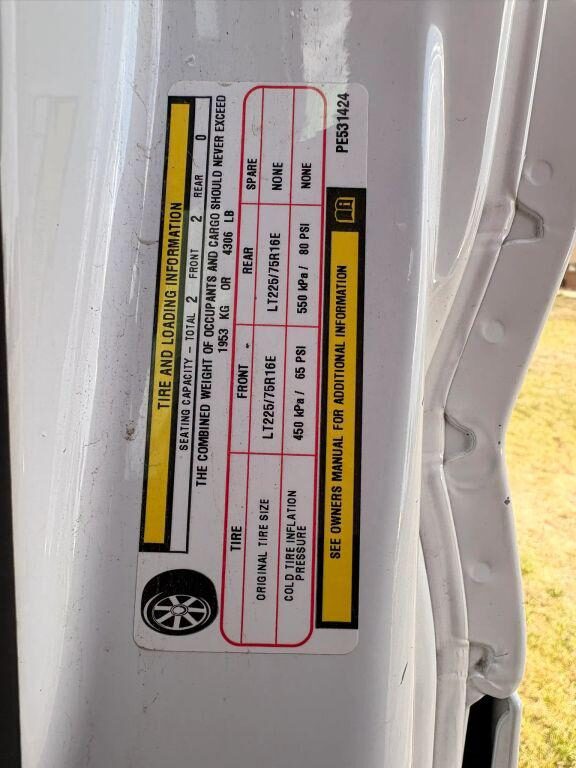 TIRE AND LOADING INFORMATION
SEATING CAPACITY – TOTAL 2 FRONT 2 REAR 0
THE COMBINED WEIGHT OF OCCUPANTS AND CARGO SHOULD NEVER EXCEED
1953 KG OR 4306 LB
TIRE FRONT REAR SPARE
ORIGINAL TIRE SIZE LT225/75R16E LT225/75R16E NONE
COLD TIRE INFLATION
PRESSURE 450 kPa / 65 PSI 550 kPa / 80 PSI NONE
SEE OWNERS MANUAL FOR ADDITIONAL INFORMATION
PE531424